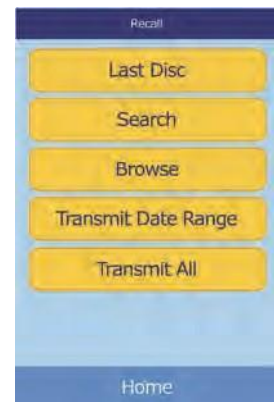 Recall
Last Disc
Search
Browse
Transmit Date Range
Transmit All
Home